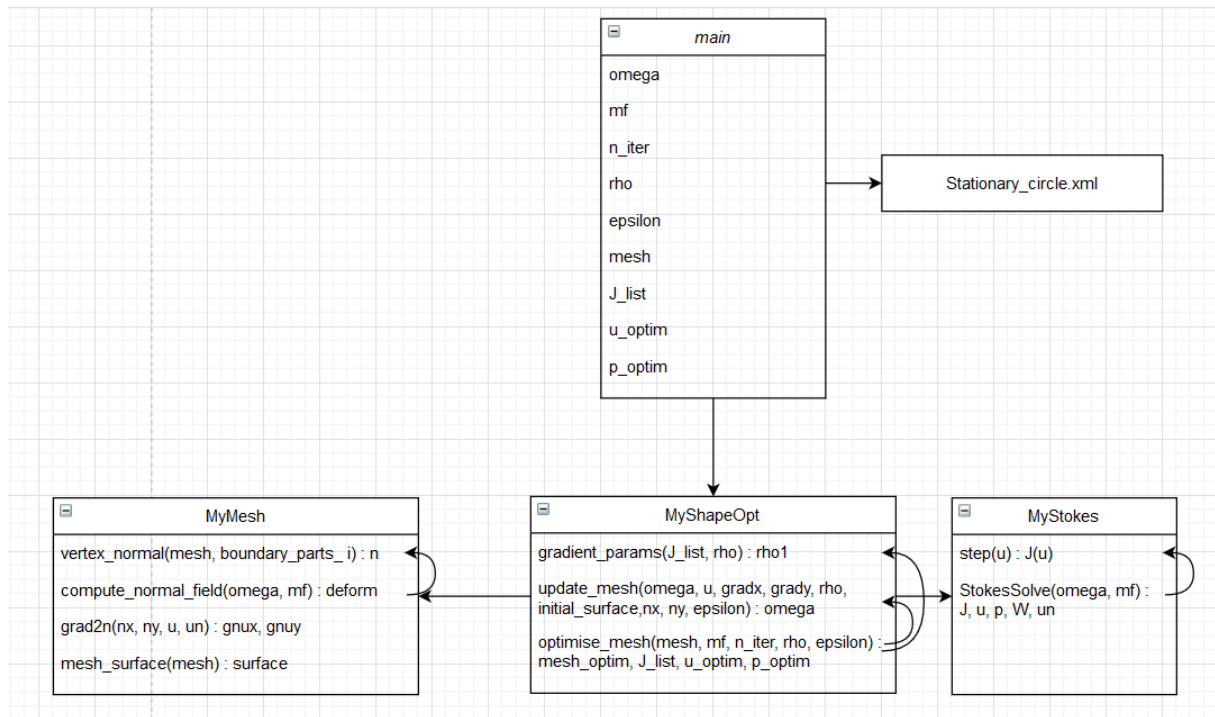 main
omega
mf
n_iter
rho
epsilon
mesh
J_list
u_optim
p_optim
Stationary_circle.xml
MyMesh
vertex_normal(mesh, boundary_parts_ i) : n
compute_normal_field(omega, mf) : deform
grad2n(nx, ny, u, un) : gnux, gnuy
mesh_surface(mesh) : surface
MyShapeOpt
gradient_params(J_list, rho) : rho1
update_mesh(omega, u, gradx, grady, rho,
initial_surface,nx, ny, epsilon) : omega
optimise_mesh(mesh, mf, n_iter, rho, epsilon) :
mesh_optim, J_list, u_optim, p_optim
MyStokes
step(u) : J(u)
StokesSolve(omega, mf) :
J, u, p, W, un